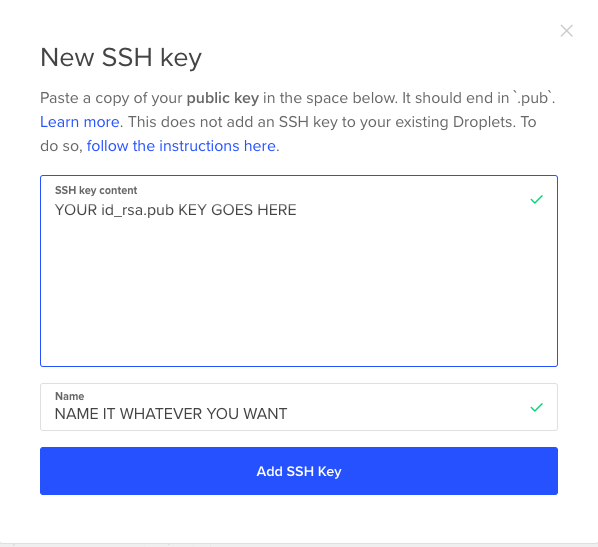 New SSH key
Paste a copy of your public key in the space below. It should end in `.pub`.
Learn more. This does not add an SSH key to your existing Droplets. To
do so, follow the instructions here.
SSH key content
YOUR id_rsa.pub KEY GOES HERE
Name
NAME IT WHATEVER YOU WANT
Add SSH Key